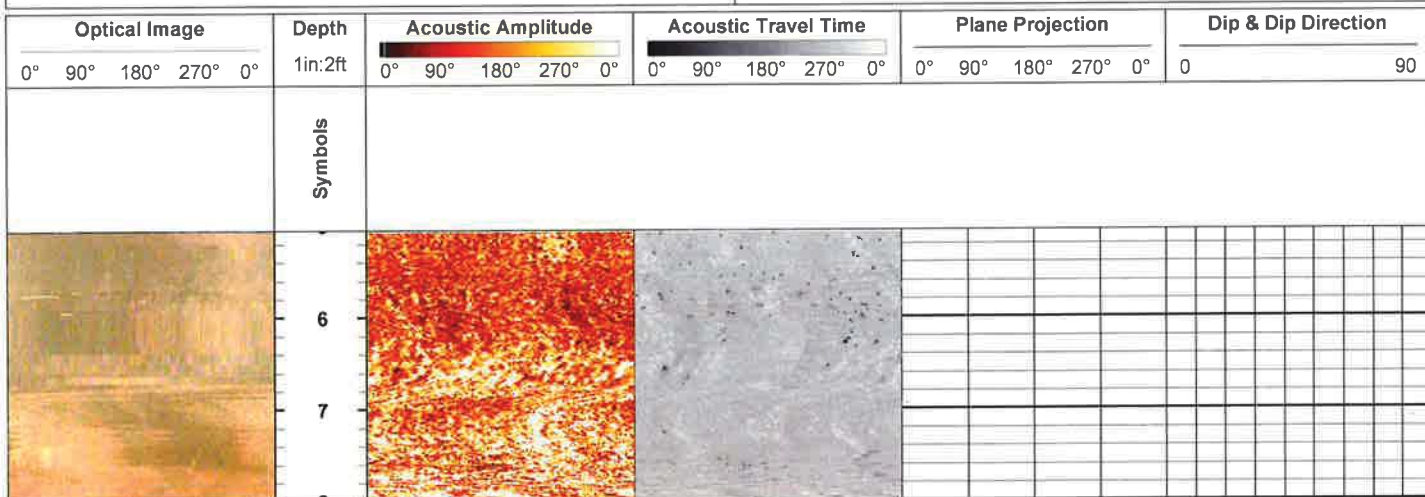 Optical Image
0° 90° 180° 270° 0°
Depth
1in:2ft
Acoustic Amplitude
0° 90° 180° 270° 0°
Acoustic Travel Time
0° 90° 180° 270° 0°
Plane Projection
0° 90° 180° 270° 0°
Dip & Dip Direction
0 90
Symbols
6
7